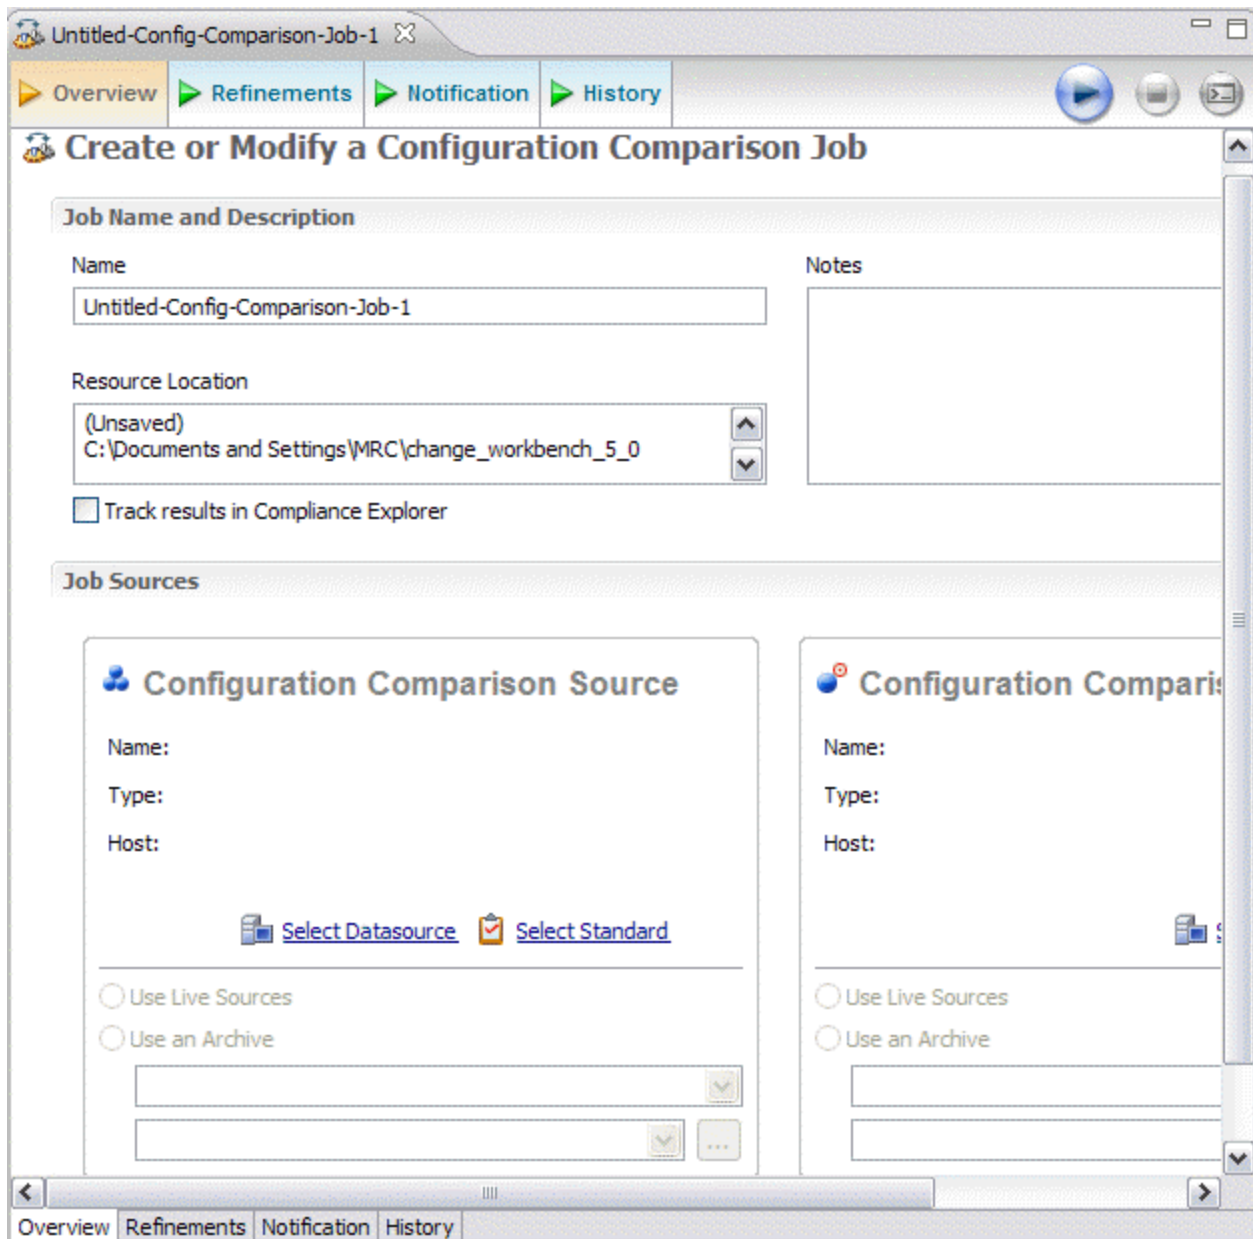 Untitled-Config-Comparison-Job-1
Overview Refinements Notification History
Create or Modify a Configuration Comparison Job
Job Name and Description
Name Notes
Untitled-Config-Comparison-Job-1
Resource Location
(Unsaved)
C:\Documents and Settings\MRC\change_workbench_5_0
Track results in Compliance Explorer
Job Sources
Configuration Comparison Source Configuration
Name: Name:
Type: Type:
Host: Host:
Select Datasource Select Standard
Use Live Sources Use Live Sources
Use an Archive Use an Archive
...
Overview Refinements Notification History